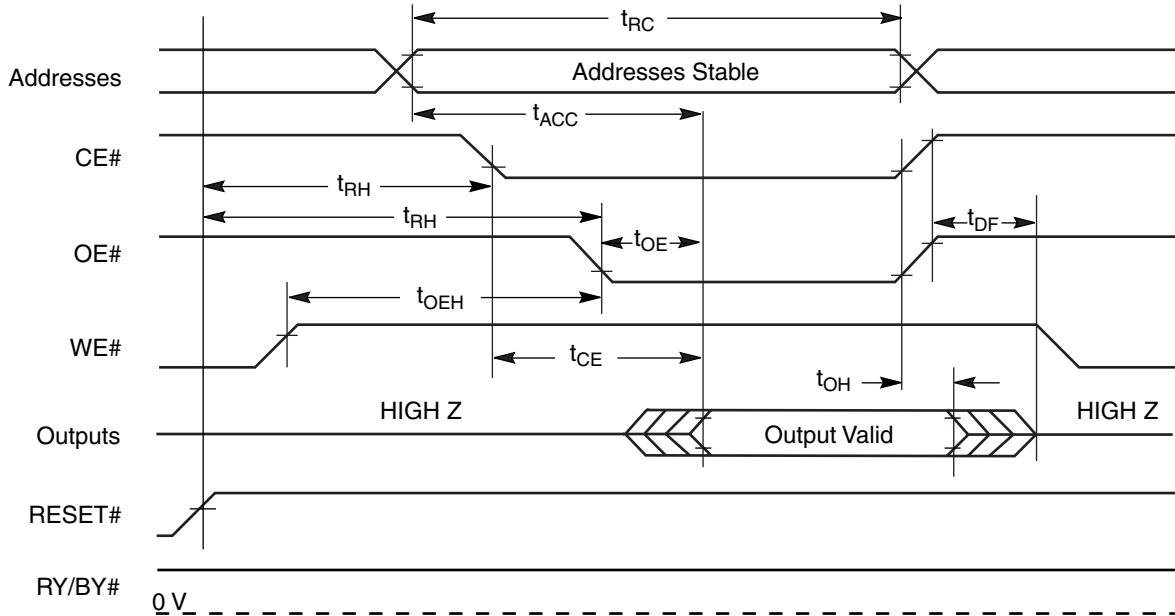 tRC
Addresses
Addresses Stable
tACC
CE#
tRH
tRH
tDF
OE#
tOE
tOEH
WE#
tCE
tOH
HIGH Z
HIGH Z
Outputs
Output Valid
RESET#
RY/BY#
0 V